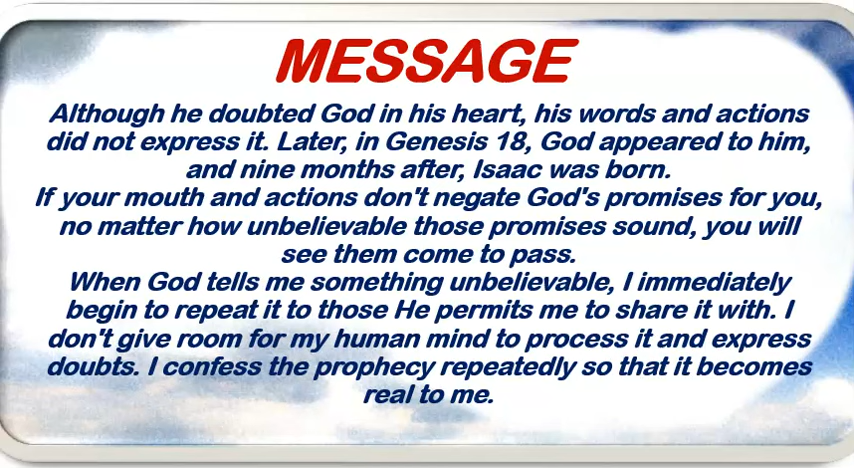 MESSAGE
Although he doubted God in his heart, his words and actions
did not express it. Later, in Genesis 18, God appeared to him,
and nine months after, Isaac was born.
If your mouth and actions don't negate God's promises for you,
no matter how unbelievable those promises sound, you will
see them come to pass.
When God tells me something unbelievable, I immediately
begin to repeat it to those He permits me to share it with. I
don't give room for my human mind to process it and express
doubts. I confess the prophecy repeatedly so that it becomes
real to me.